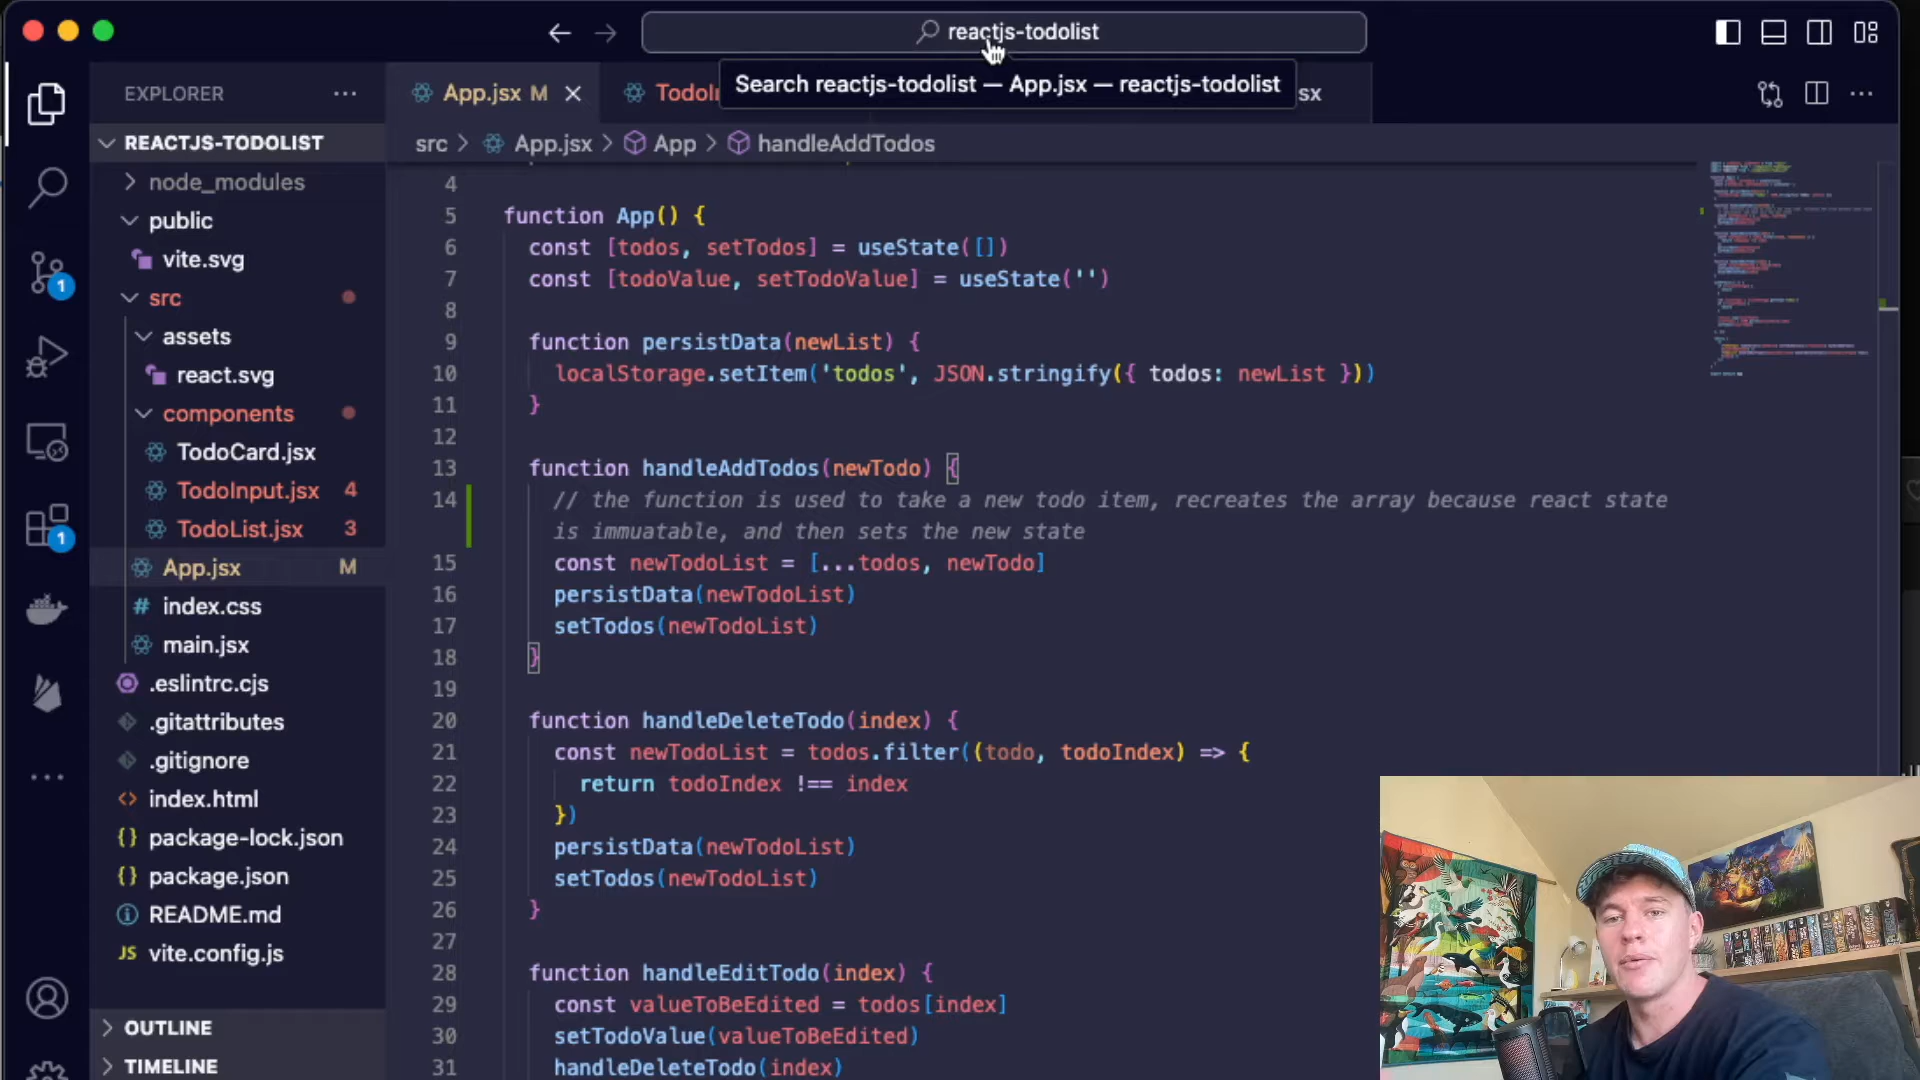 reactjs-todolist
EXPLORER
App.jsx M
TodoI
Search reactjs-todolist — App.jsx — reactjs-todolist
sx
REACTJS-TODOLIST
src > App.jsx > App > handleAddTodos
node_modules
public
vite.svg
src
assets
react.svg
components
TodoCard.jsx
TodoInput.jsx 4
TodoList.jsx 3
App.jsx M
index.css
main.jsx
.eslintrc.cjs
.gitattributes
.gitignore
index.html
package-lock.json
package.json
README.md
vite.config.js
OUTLINE
TIMELINE
1
1
4
5 function App() {
6 const [todos, setTodos] = useState([])
7 const [todoValue, setTodoValue] = useState('')
8
9 function persistData(newList) {
10 localStorage.setItem('todos', JSON.stringify({ todos: newList }))
11 }
12
13 function handleAddTodos(newTodo) {
14 // the function is used to take a new todo item, recreates the array because react state
is immuatable, and then sets the new state
15 const newTodoList = [...todos, newTodo]
16 persistData(newTodoList)
17 setTodos(newTodoList)
18 }
19
20 function handleDeleteTodo(index) {
21 const newTodoList = todos.filter((todo, todoIndex) => {
22 return todoIndex !== index
23 })
24 persistData(newTodoList)
25 setTodos(newTodoList)
26 }
27
28 function handleEditTodo(index) {
29 const valueToBeEdited = todos[index]
30 setTodoValue(valueToBeEdited)
31 handleDeleteTodo(index)